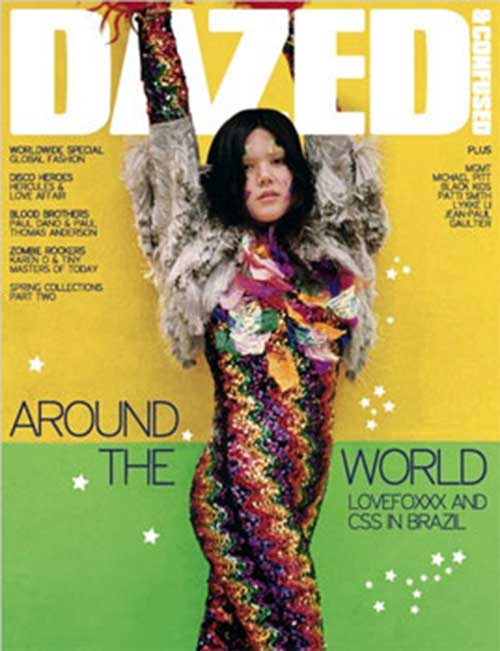 DAZED
& CONFUSED
WORLDWIDE SPECIAL
GLOBAL FASHION
DISCO HEROES
HERCULES &
LOVE AFFAIR
BLOOD BROTHERS
PAUL DANO & PAUL
THOMAS ANDERSON
ZOMBIE ROCKERS
KAREN O & TINY
MASTERS OF TODAY
SPRING COLLECTIONS
PART TWO
PLUS
MGMT
MICHAEL PITT
BLACK KIDS
PATTI SMITH
LYKKE LI
JEAN-PAUL
GAULTIER
AROUND
THE WORLD
LOVEFOXXX AND
CSS IN BRAZIL